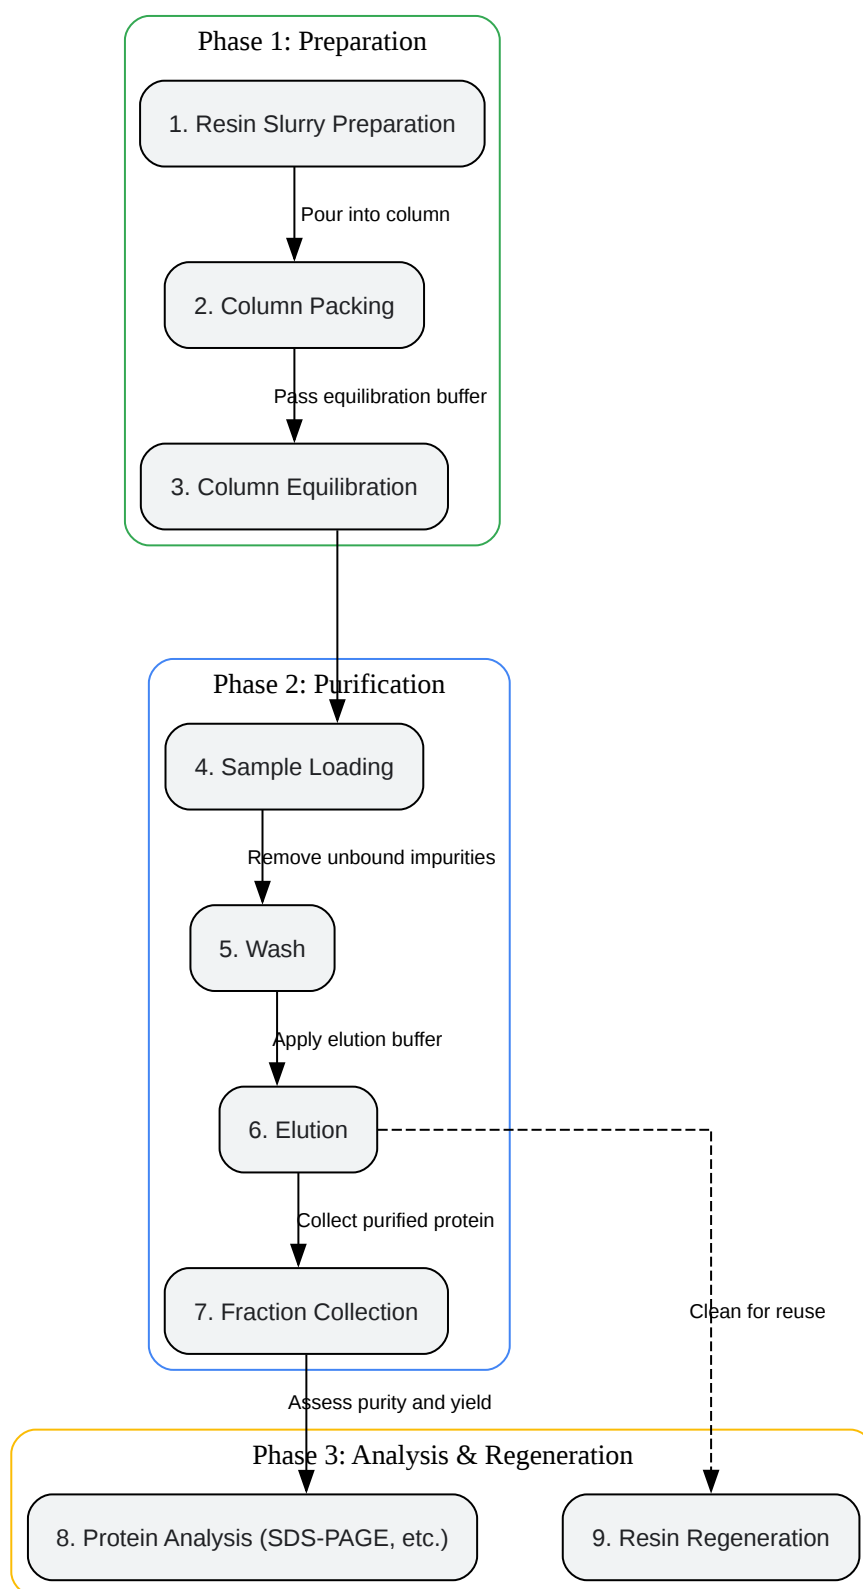 Phase 1: Preparation
1. Resin Slurry Preparation
Pour into column
2. Column Packing
Pass equilibration buffer
3. Column Equilibration
Phase 2: Purification
4. Sample Loading
Remove unbound impurities
5. Wash
Apply elution buffer
6. Elution
Collect purified protein
7. Fraction Collection
Clean for reuse
Assess purity and yield
Phase 3: Analysis & Regeneration
8. Protein Analysis (SDS-PAGE, etc.)
9. Resin Regeneration